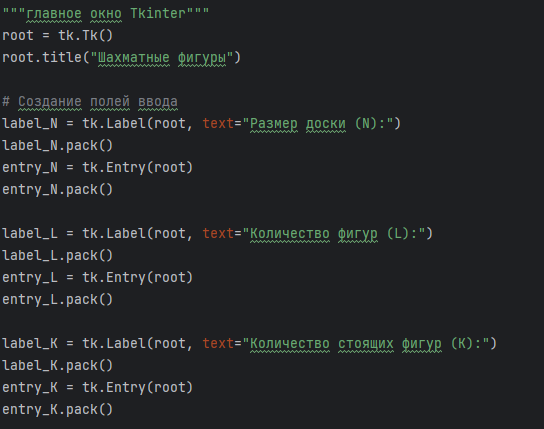 """главное окно Tkinter"""
root = tk.Tk()
root.title("Шахматные фигуры")
# Создание полей ввода
label_N = tk.Label(root, text="Размер доски (N):")
label_N.pack()
entry_N = tk.Entry(root)
entry_N.pack()
label_L = tk.Label(root, text="Количество фигур (L):")
label_L.pack()
entry_L = tk.Entry(root)
entry_L.pack()
label_K = tk.Label(root, text="Количество стоящих фигур (K):")
label_K.pack()
entry_K = tk.Entry(root)
entry_K.pack()